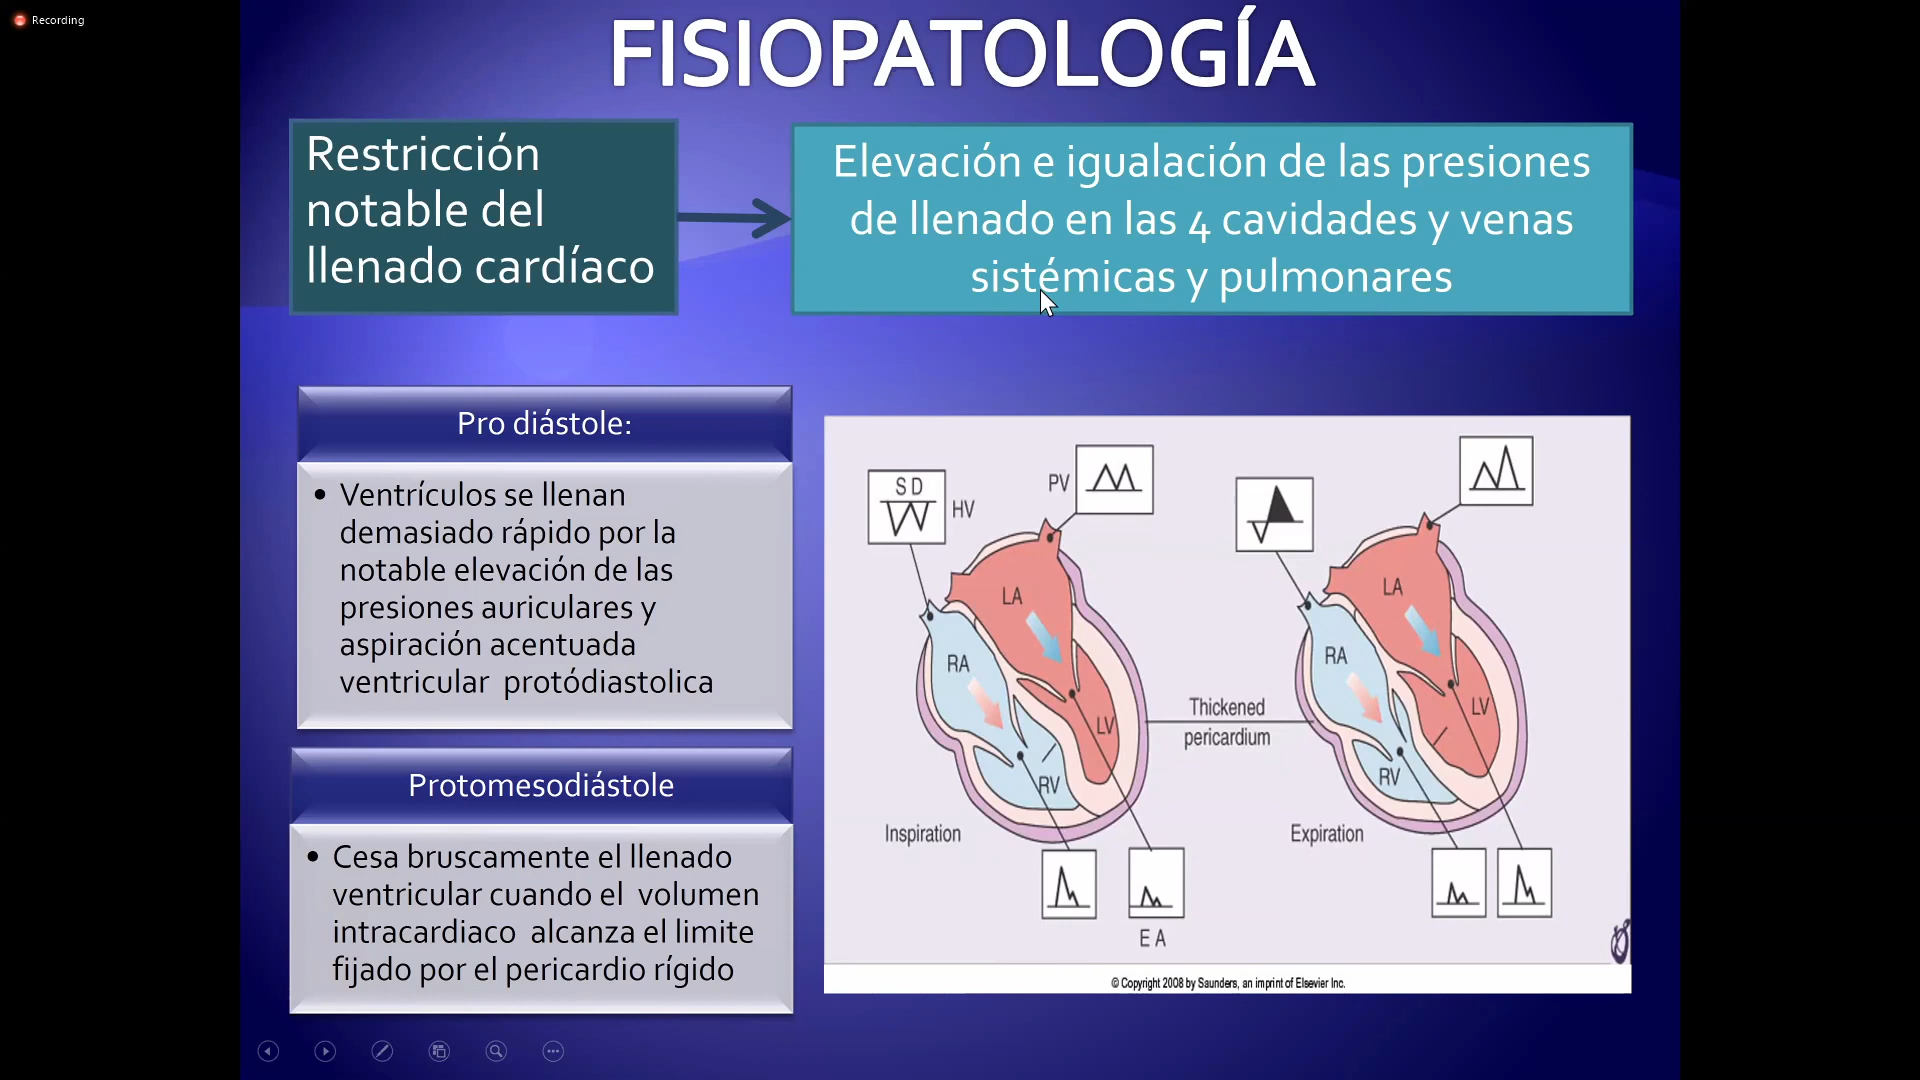 Recording
FISIOPATOLOGÍA
Restricción
notable del
llenado cardíaco
Elevación e igualación de las presiones
de llenado en las 4 cavidades y venas
sistémicas y pulmonares
Pro diástole:
• Ventrículos se llenan
demasiado rápido por la
notable elevación de las
presiones auriculares y
aspiración acentuada
ventricular protódiastolica
Protomesodiástole
• Cesa bruscamente el llenado
ventricular cuando el volumen
intracardiaco alcanza el limite
fijado por el pericardio rígido
S D
HV
PV
LA
RA
LV
RV
Inspiration
E A
Thickened
pericardium
LA
RA
LV
RV
Expiration
© Copyright 2008 by Saunders, an imprint of Elsevier Inc.